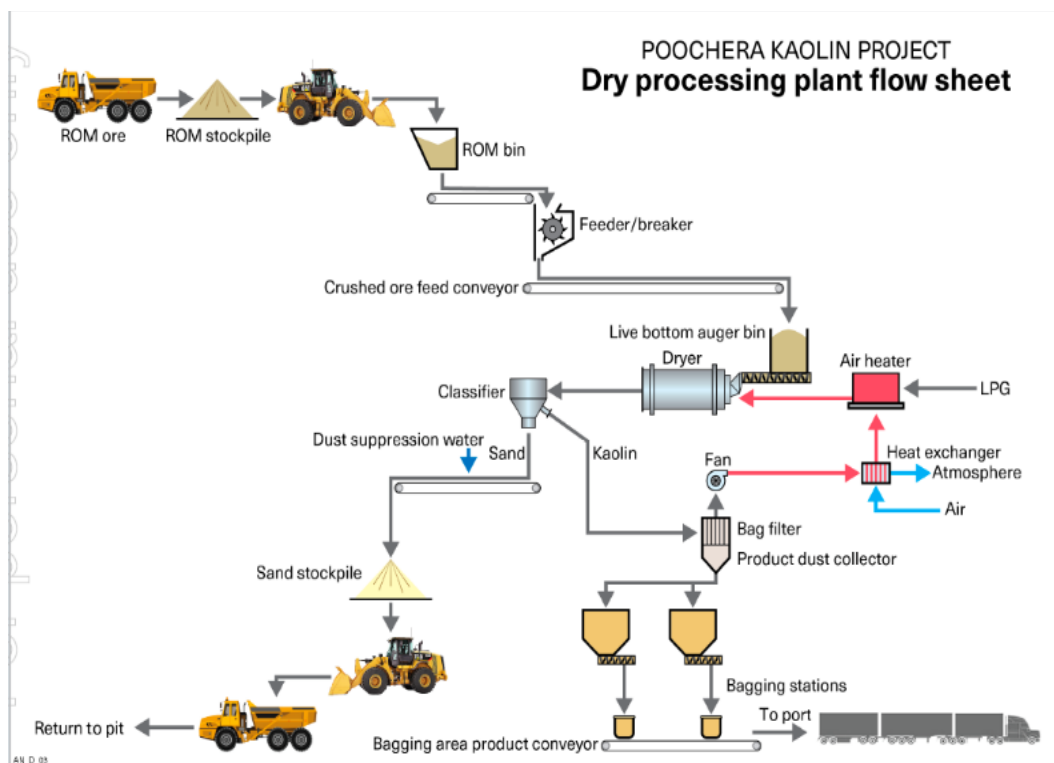 POOCHERA KAOLIN PROJECT
Dry processing plant flow sheet
ROM ore
ROM stockpile
ROM bin
Feeder/breaker
Crushed ore feed conveyor
Live bottom auger bin
Dryer
Air heater
LPG
Classifier
Dust suppression water
Sand
Kaolin
Fan
Heat exchanger
Atmosphere
Air
Bag filter
Product dust collector
Sand stockpile
Bagging stations
To port
Return to pit
Bagging area product conveyor
AN_D_03